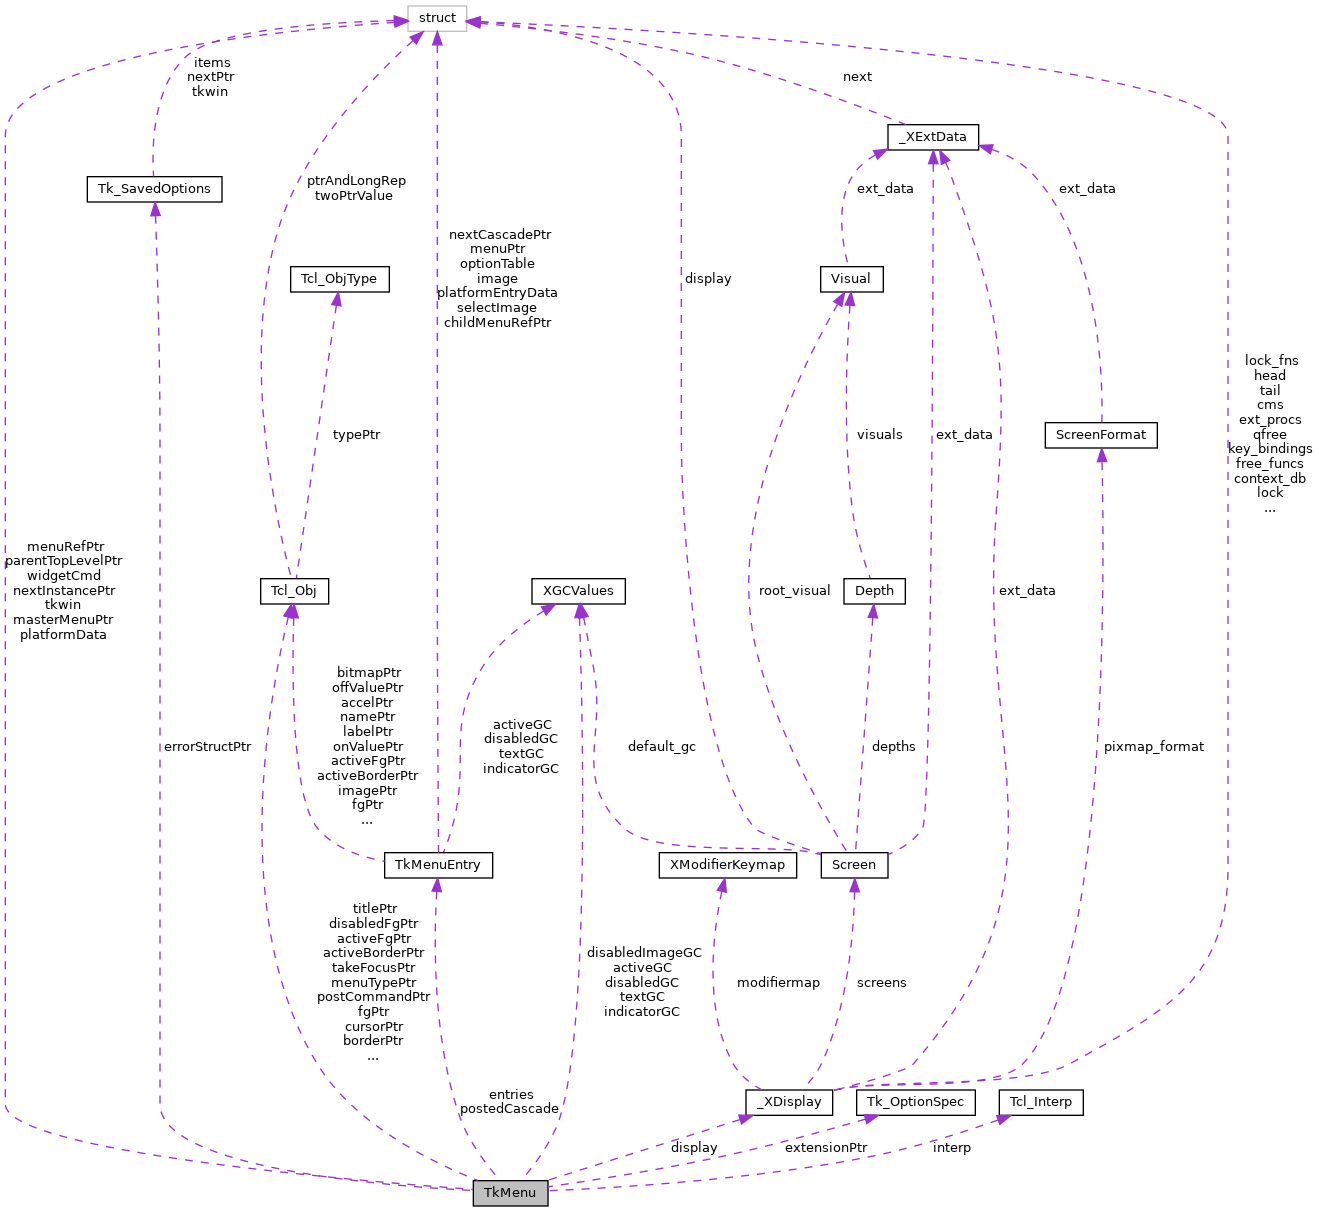 struct
items
nextPtr
tkwin
next
_XExtData
ptrAndLongRep
twoPtrValue
Tk_SavedOptions
ext_data
ext_data
nextCascadePtr
menuPtr
optionTable
image
platformEntryData
selectImage
childMenuRefPtr
Tcl_ObjType
display
Visual
lock_fns
head
tail
cms
ext_procs
qfree
key_bindings
free_funcs
context_db
lock
...
typePtr
visuals
ext_data
ScreenFormat
menuRefPtr
parentTopLevelPtr
widgetCmd
nextInstancePtr
tkwin
masterMenuPtr
platformData
Tcl_Obj
XGCValues
root_visual
Depth
ext_data
bitmapPtr
offValuePtr
accelPtr
namePtr
labelPtr
onValuePtr
activeFgPtr
activeBorderPtr
imagePtr
fgPtr
...
errorStructPtr
activeGC
disabledGC
textGC
indicatorGC
default_gc
depths
pixmap_format
TkMenuEntry
XModifierKeymap
Screen
titlePtr
disabledFgPtr
activeFgPtr
activeBorderPtr
takeFocusPtr
menuTypePtr
postCommandPtr
fgPtr
cursorPtr
borderPtr
...
disabledImageGC
activeGC
disabledGC
textGC
indicatorGC
modifiermap
screens
entries
postedCascade
_XDisplay
Tk_OptionSpec
Tcl_Interp
display
extensionPtr
interp
TkMenu